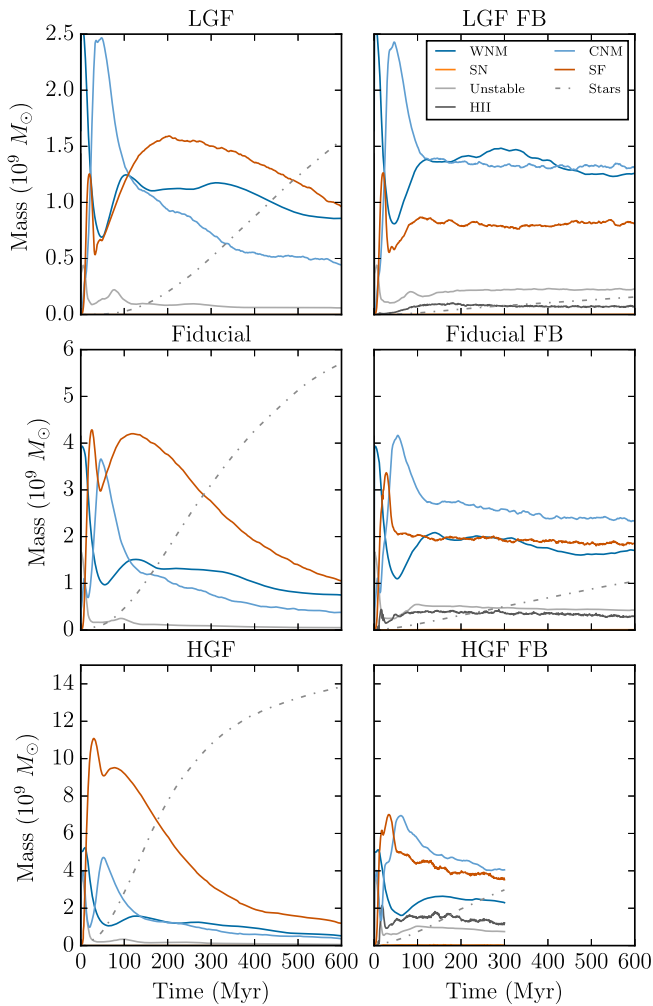 LGF
LGF FB
2.5
2.0
1.5
1.0
0.5
0.0
Mass (10⁹ M⊙)
WNM
SN
Unstable
HII
CNM
SF
Stars
Fiducial
Fiducial FB
6
5
4
3
2
1
0
Mass (10⁹ M⊙)
HGF
HGF FB
14
12
10
8
6
4
2
0
Mass (10⁹ M⊙)
0 100 200 300 400 500 600
0 100 200 300 400 500 600
Time (Myr)
Time (Myr)